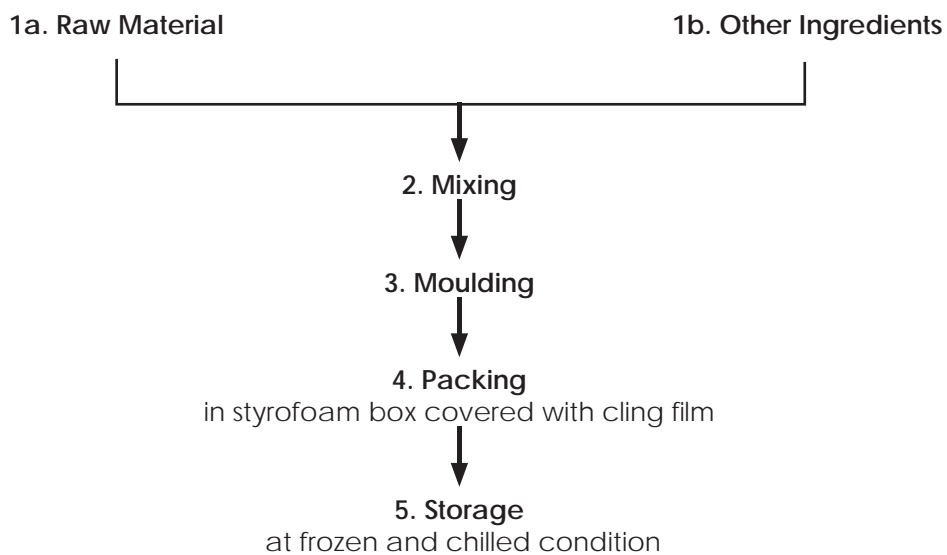 1a. Raw Material
1b. Other Ingredients
2. Mixing
3. Moulding
4. Packing
in styrofoam box covered with cling film
5. Storage
at frozen and chilled condition